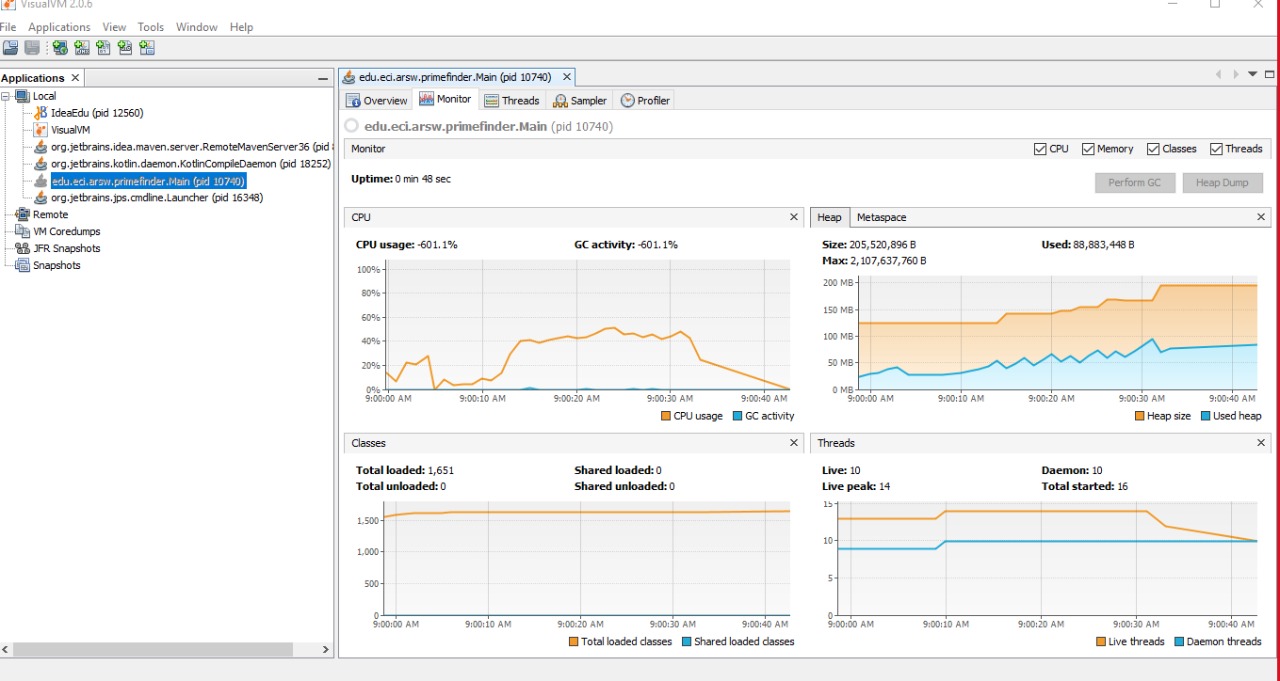 VisualVM 2.0.6
File Applications View Tools Window Help
Applications
Local
IdeaEdu (pid 12560)
VisualVM
org.jetbrains.idea.maven.server.RemoteMavenServer36 (pid
org.jetbrains.kotlin.daemon.KotlinCompileDaemon (pid 18252)
edu.eci.arsw.primefinder.Main (pid 10740)
org.jetbrains.jps.cmdline.Launcher (pid 16348)
Remote
VM Coredumps
JFR Snapshots
Snapshots
edu.eci.arsw.primefinder.Main (pid 10740)
Overview Monitor Threads Sampler Profiler
edu.eci.arsw.primefinder.Main (pid 10740)
Monitor CPU Memory Classes Threads
Uptime: 0 min 48 sec
Perform GC Heap Dump
CPU
CPU usage: -601.1% GC activity: -601.1%
100%
80%
60%
40%
20%
0%
9:00:00 AM 9:00:10 AM 9:00:20 AM 9:00:30 AM 9:00:40 AM
CPU usage GC activity
Heap Metaspace
Size: 205,520,896 B Used: 88,883,448 B
Max: 2,107,637,760 B
200 MB
150 MB
100 MB
50 MB
0 MB
9:00:00 AM 9:00:10 AM 9:00:20 AM 9:00:30 AM 9:00:40 AM
Heap size Used heap
Classes
Total loaded: 1,651 Shared loaded: 0
Total unloaded: 0 Shared unloaded: 0
1,500
1,000
500
0
9:00:00 AM 9:00:10 AM 9:00:20 AM 9:00:30 AM 9:00:40 AM
Total loaded classes Shared loaded classes
Threads
Live: 10 Daemon: 10
Live peak: 14 Total started: 16
15
10
5
0
9:00:00 AM 9:00:10 AM 9:00:20 AM 9:00:30 AM 9:00:40 AM
Live threads Daemon threads